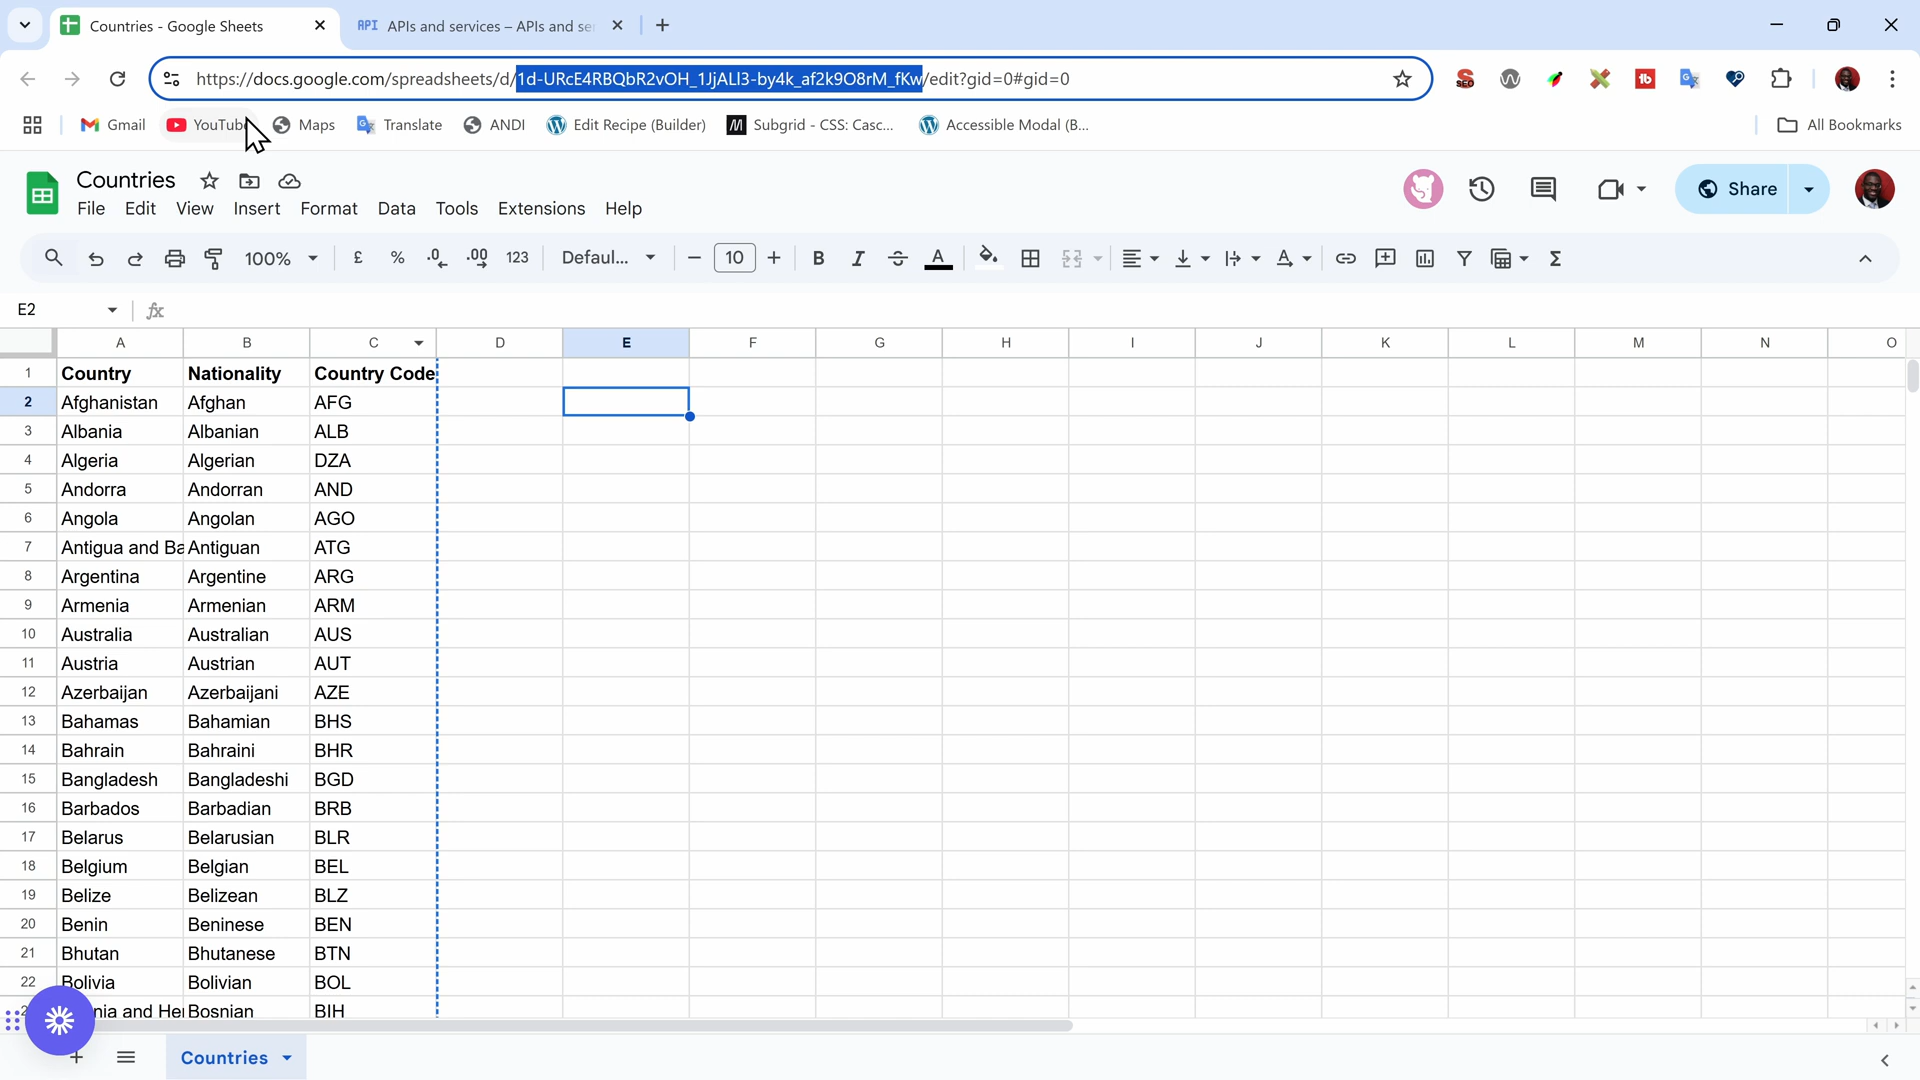 Countries - Google Sheets
API APIs and services – APIs and se
https://docs.google.com/spreadsheets/d/1d-URcE4RBQbR2vOH_1JjALl3-by4k_af2k9O8rM_fKw/edit?gid=0#gid=0
SEO
tb
Gmail YouTube Maps Translate ANDI Edit Recipe (Builder) Subgrid - CSS: Casc... Accessible Modal (B... All Bookmarks
Countries
Share
File Edit View Insert Format Data Tools Extensions Help
100% £ % .0 .00 123 Defaul... 10 B I A Σ
E2 fx
A B C D E F G H I J K L M N O
1 Country Nationality Country Code
2 Afghanistan Afghan AFG
3 Albania Albanian ALB
4 Algeria Algerian DZA
5 Andorra Andorran AND
6 Angola Angolan AGO
7 Antigua and Ba Antiguan ATG
8 Argentina Argentine ARG
9 Armenia Armenian ARM
10 Australia Australian AUS
11 Austria Austrian AUT
12 Azerbaijan Azerbaijani AZE
13 Bahamas Bahamian BHS
14 Bahrain Bahraini BHR
15 Bangladesh Bangladeshi BGD
16 Barbados Barbadian BRB
17 Belarus Belarusian BLR
18 Belgium Belgian BEL
19 Belize Belizean BLZ
20 Benin Beninese BEN
21 Bhutan Bhutanese BTN
22 Bolivia Bolivian BOL
nia and Her Bosnian BIH
Countries